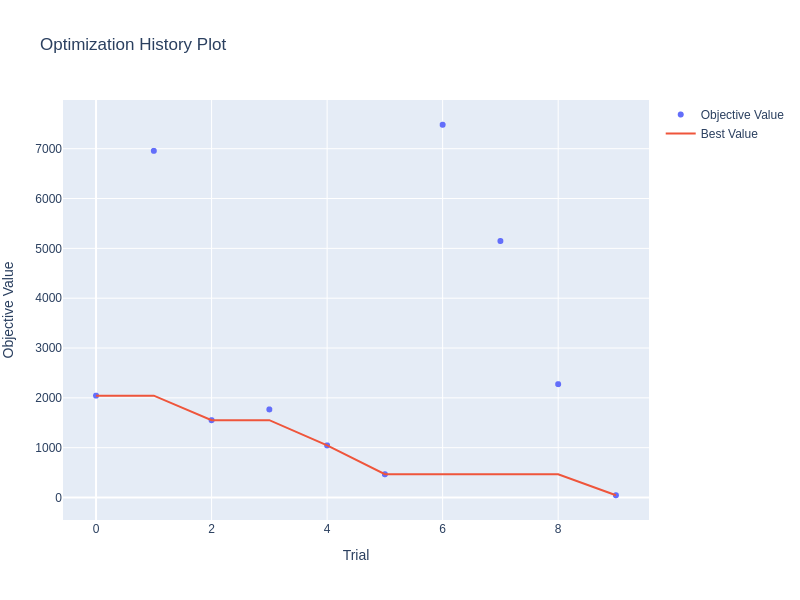 Optimization History Plot
Objective Value
Best Value
7000
6000
5000
4000
3000
2000
1000
0
Objective Value
0 2 4 6 8
Trial